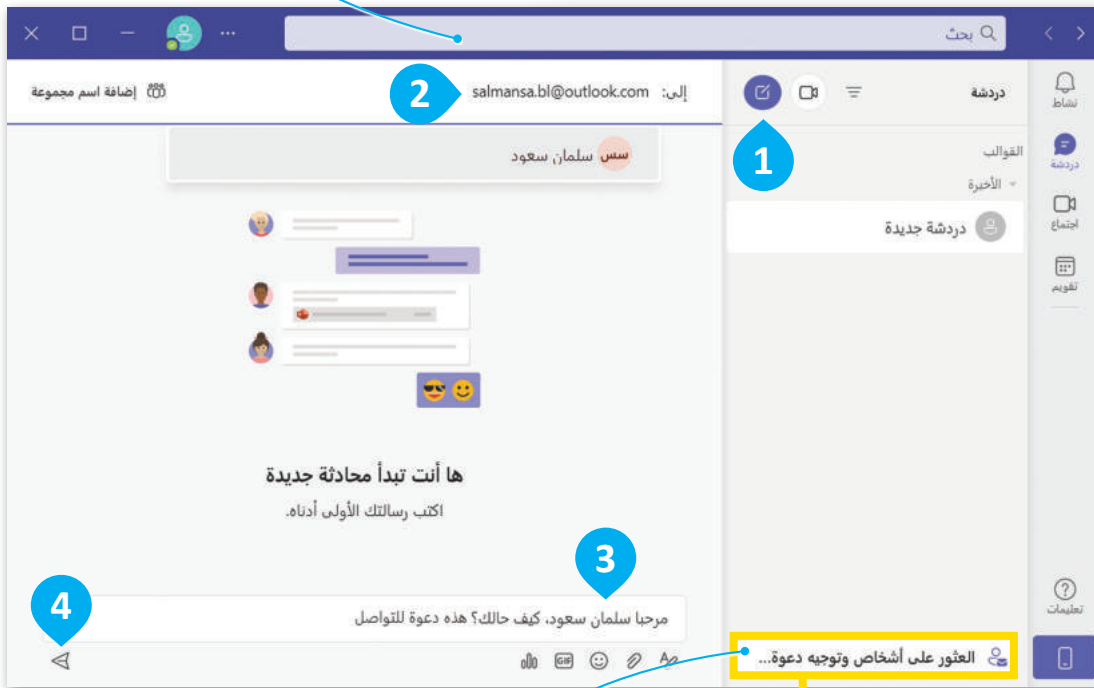 بحث
نشاط
دردشة
اجتماع
تقويم
تعليمات
دردشة
1
القوالب
الأخيرة
دردشة جديدة
العثور على أشخاص وتوجيه دعوة...
إلى: salmansa.bl@outlook.com
2
إضافة اسم مجموعة
سس سلمان سعود
ها أنت تبدأ محادثة جديدة
اكتب رسالتك الأولى أدناه.
3
مرحبا سلمان سعود، كيف حالك؟ هذه دعوة للتواصل
GIF
4